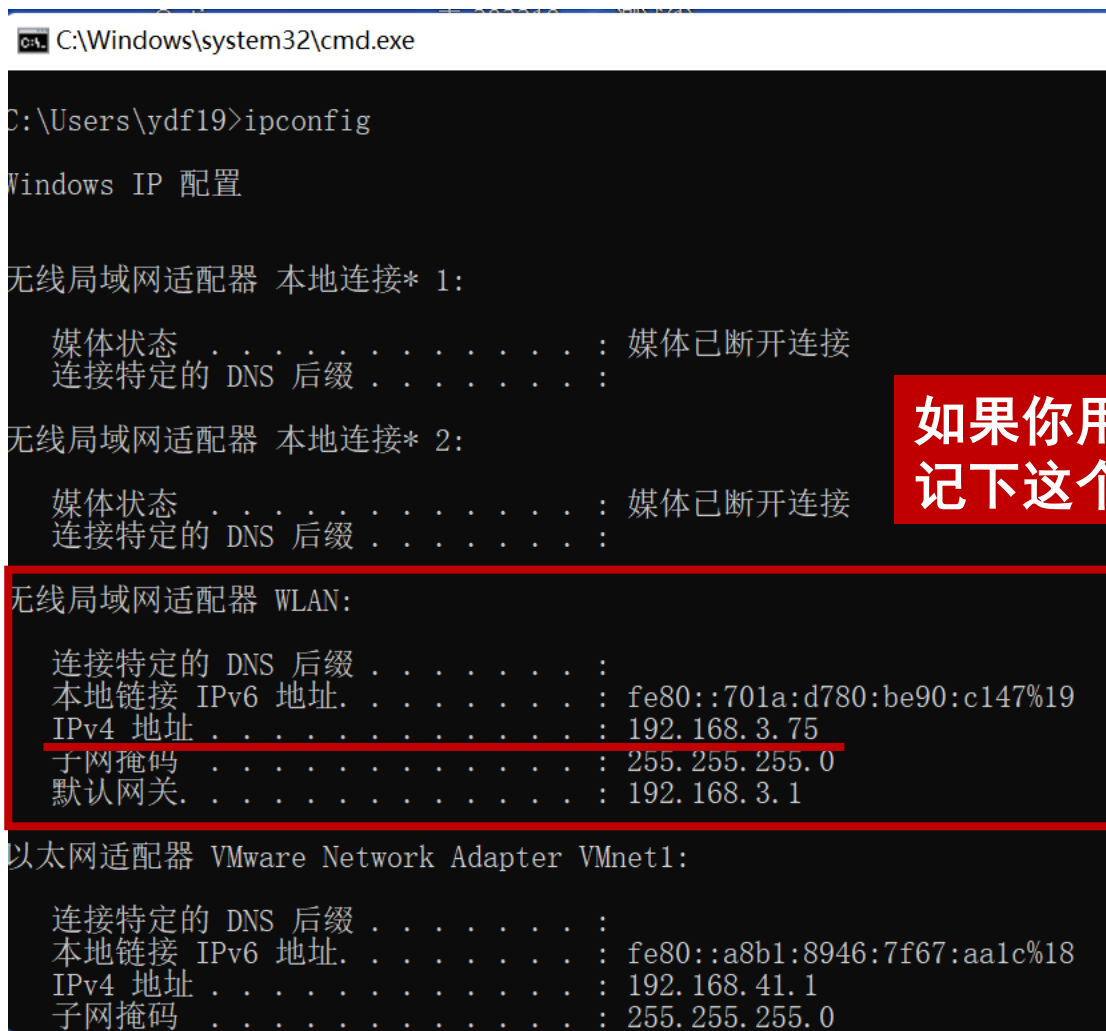 C:\Windows\system32\cmd.exe
C:\Users\ydf19>ipconfig
Windows IP 配置
无线局域网适配器 本地连接* 1:
媒体状态 . . . . . . . . . . . . : 媒体已断开连接
连接特定的 DNS 后缀 . . . . . . . :
无线局域网适配器 本地连接* 2:
媒体状态 . . . . . . . . . . . . : 媒体已断开连接
连接特定的 DNS 后缀 . . . . . . . :
如果你用
记下这个
无线局域网适配器 WLAN:
连接特定的 DNS 后缀 . . . . . . . :
本地链接 IPv6 地址. . . . . . . . : fe80::701a:d780:be90:c147%19
IPv4 地址 . . . . . . . . . . . . : 192.168.3.75
子网掩码 . . . . . . . . . . . . : 255.255.255.0
默认网关. . . . . . . . . . . . . : 192.168.3.1
以太网适配器 VMware Network Adapter VMnet1:
连接特定的 DNS 后缀 . . . . . . . :
本地链接 IPv6 地址. . . . . . . . : fe80::a8b1:8946:7f67:aa1c%18
IPv4 地址 . . . . . . . . . . . . : 192.168.41.1
子网掩码 . . . . . . . . . . . . : 255.255.255.0